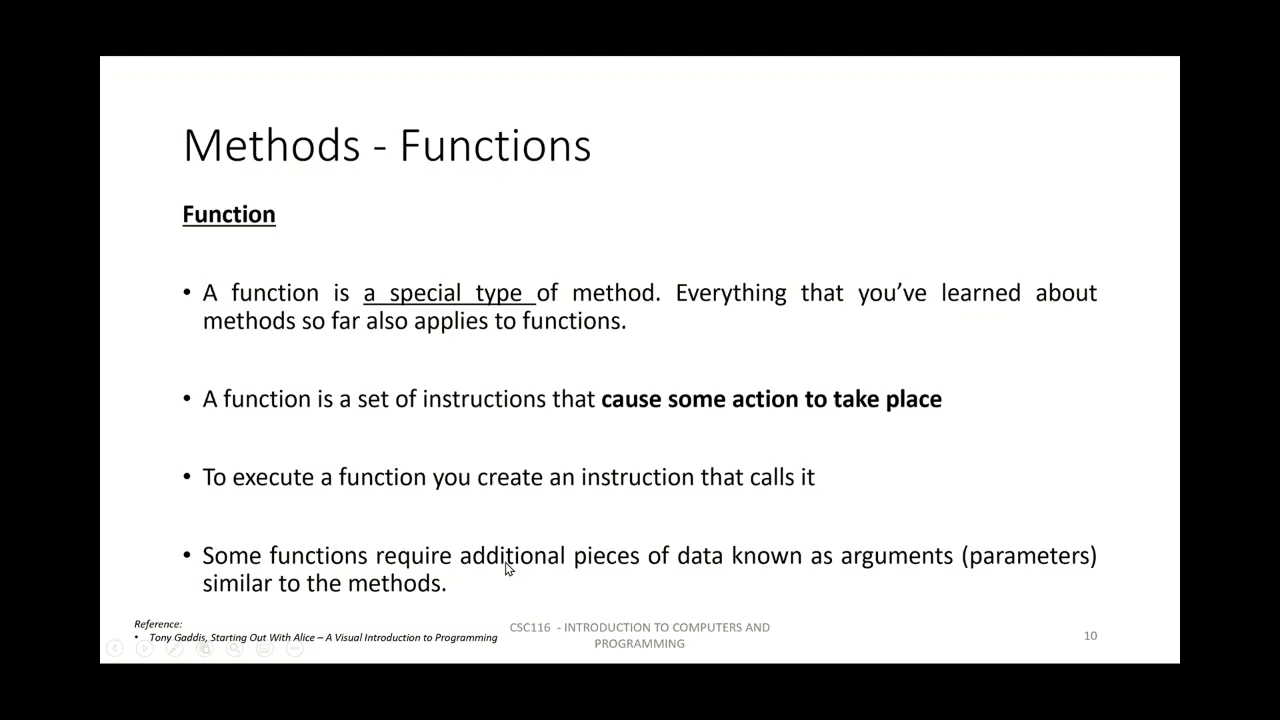 Methods - Functions
Function
• A function is a special type of method. Everything that you’ve learned about
methods so far also applies to functions.
• A function is a set of instructions that cause some action to take place
• To execute a function you create an instruction that calls it
• Some functions require additional pieces of data known as arguments (parameters)
similar to the methods.
Reference:
• Tony Gaddis, Starting Out With Alice – A Visual Introduction to Programming
CSC116 - INTRODUCTION TO COMPUTERS AND
PROGRAMMING
10